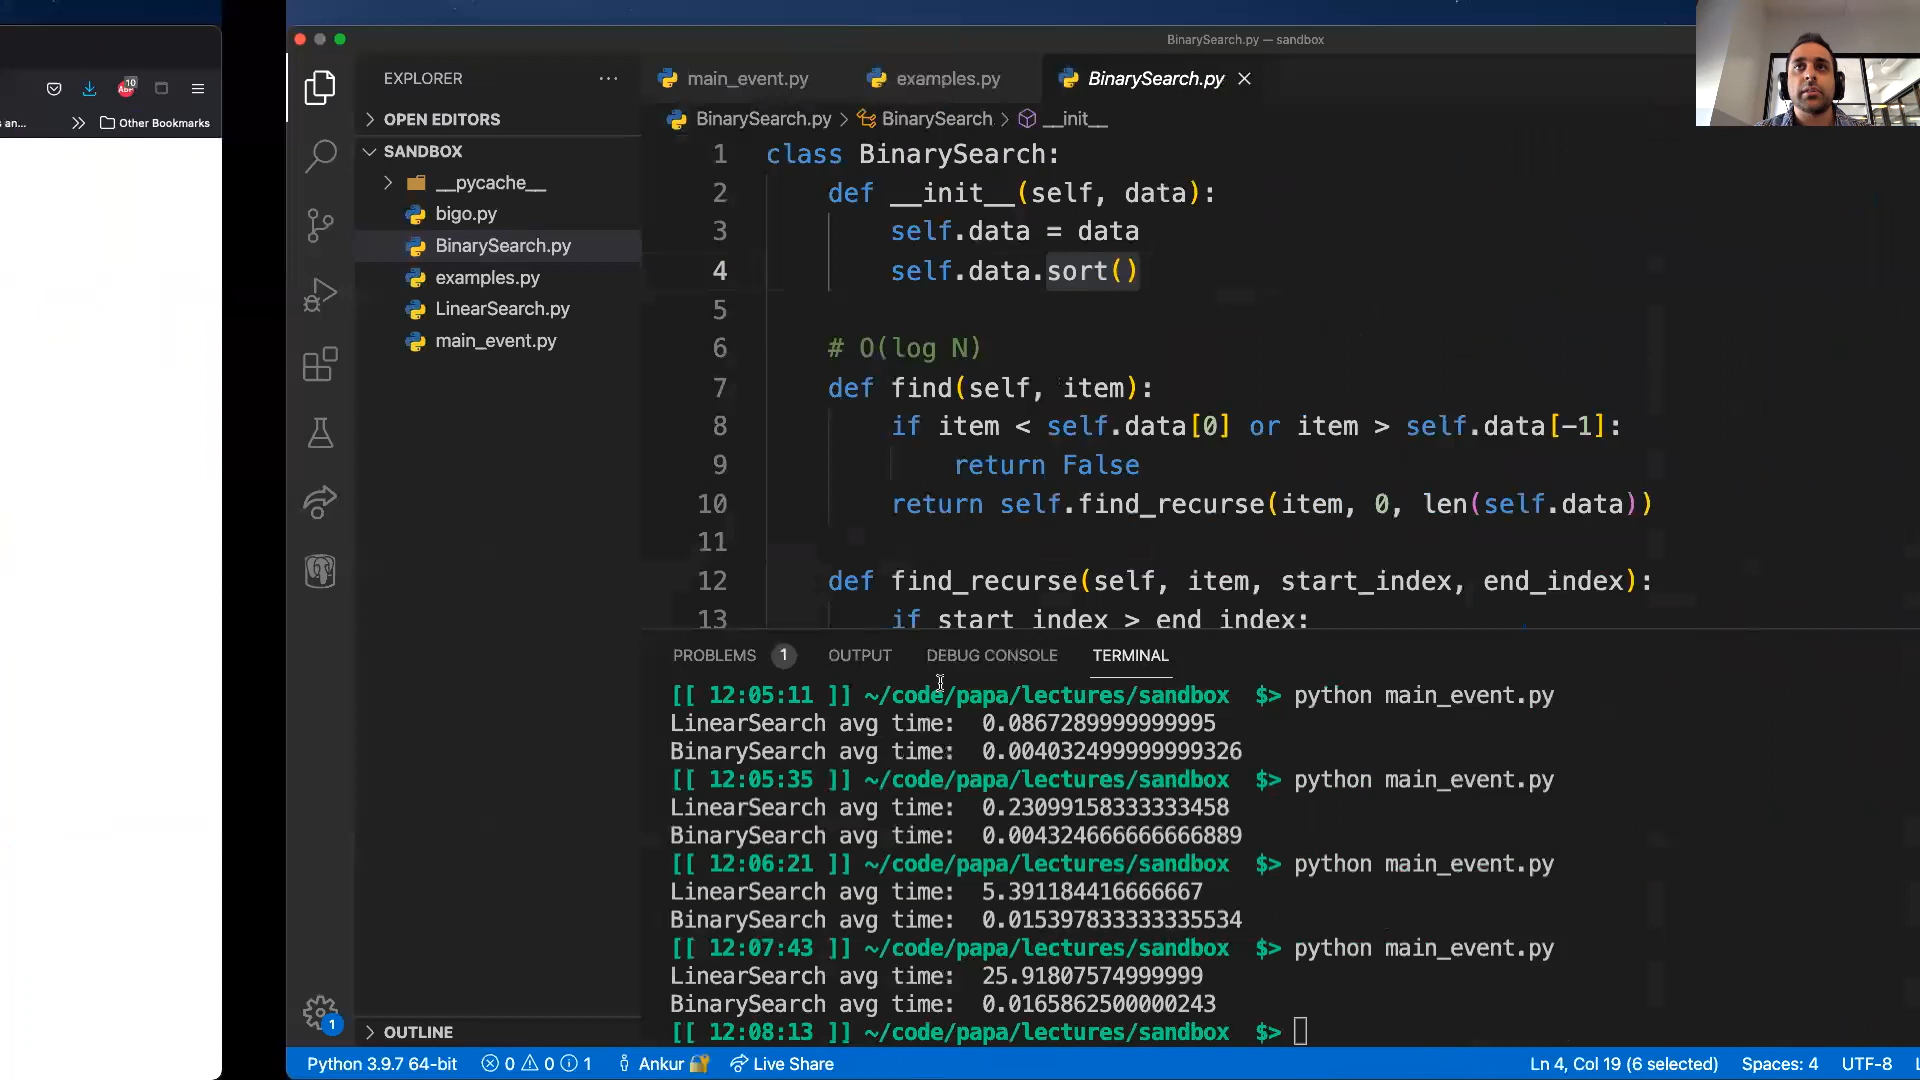 BinarySearch.py — sandbox
10
ABP
s an...
Other Bookmarks
EXPLORER
OPEN EDITORS
SANDBOX
__pycache__
bigo.py
BinarySearch.py
examples.py
LinearSearch.py
main_event.py
OUTLINE
1
main_event.py
examples.py
BinarySearch.py
BinarySearch.py > BinarySearch > __init__
1 class BinarySearch:
2 def __init__(self, data):
3 self.data = data
4 self.data.sort()
5
6 # O(log N)
7 def find(self, item):
8 if item < self.data[0] or item > self.data[-1]:
9 return False
10 return self.find_recurse(item, 0, len(self.data))
11
12 def find_recurse(self, item, start_index, end_index):
13 if start_index > end_index:
PROBLEMS 1 OUTPUT DEBUG CONSOLE TERMINAL
[[ 12:05:11 ]] ~/code/papa/lectures/sandbox $> python main_event.py
LinearSearch avg time: 0.0867289999999995
BinarySearch avg time: 0.004032499999999326
[[ 12:05:35 ]] ~/code/papa/lectures/sandbox $> python main_event.py
LinearSearch avg time: 0.23099158333333458
BinarySearch avg time: 0.004324666666666889
[[ 12:06:21 ]] ~/code/papa/lectures/sandbox $> python main_event.py
LinearSearch avg time: 5.391184416666667
BinarySearch avg time: 0.015397833333335534
[[ 12:07:43 ]] ~/code/papa/lectures/sandbox $> python main_event.py
LinearSearch avg time: 25.91807574999999
BinarySearch avg time: 0.0165862500000243
[[ 12:08:13 ]] ~/code/papa/lectures/sandbox $>
Python 3.9.7 64-bit 0 0 1 Ankur Live Share Ln 4, Col 19 (6 selected) Spaces: 4 UTF-8